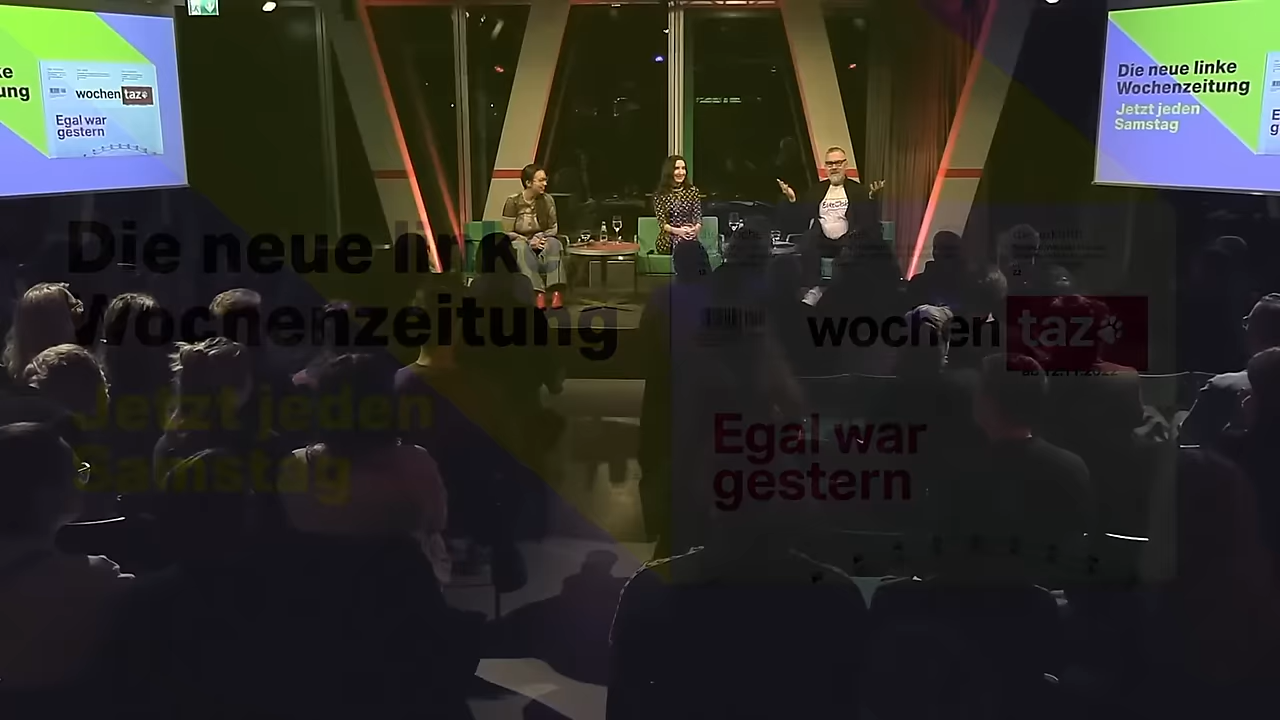 ke
ung
wochentaz
Egal war
gestern
Die neue linke
Wochenzeitung
Jetzt jeden
Samstag
Die neue linke
Wochenzeitung
Jetzt jeden
Samstag
wochentaz
Egal war
gestern